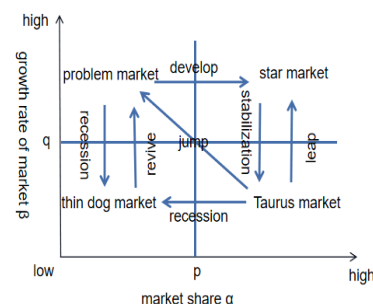 high
growth rate of market β
problem market
develop
star market
recession
revive
jump
stabilization
leap
q
thin dog market
recession
Taurus market
low
p
high
market share α